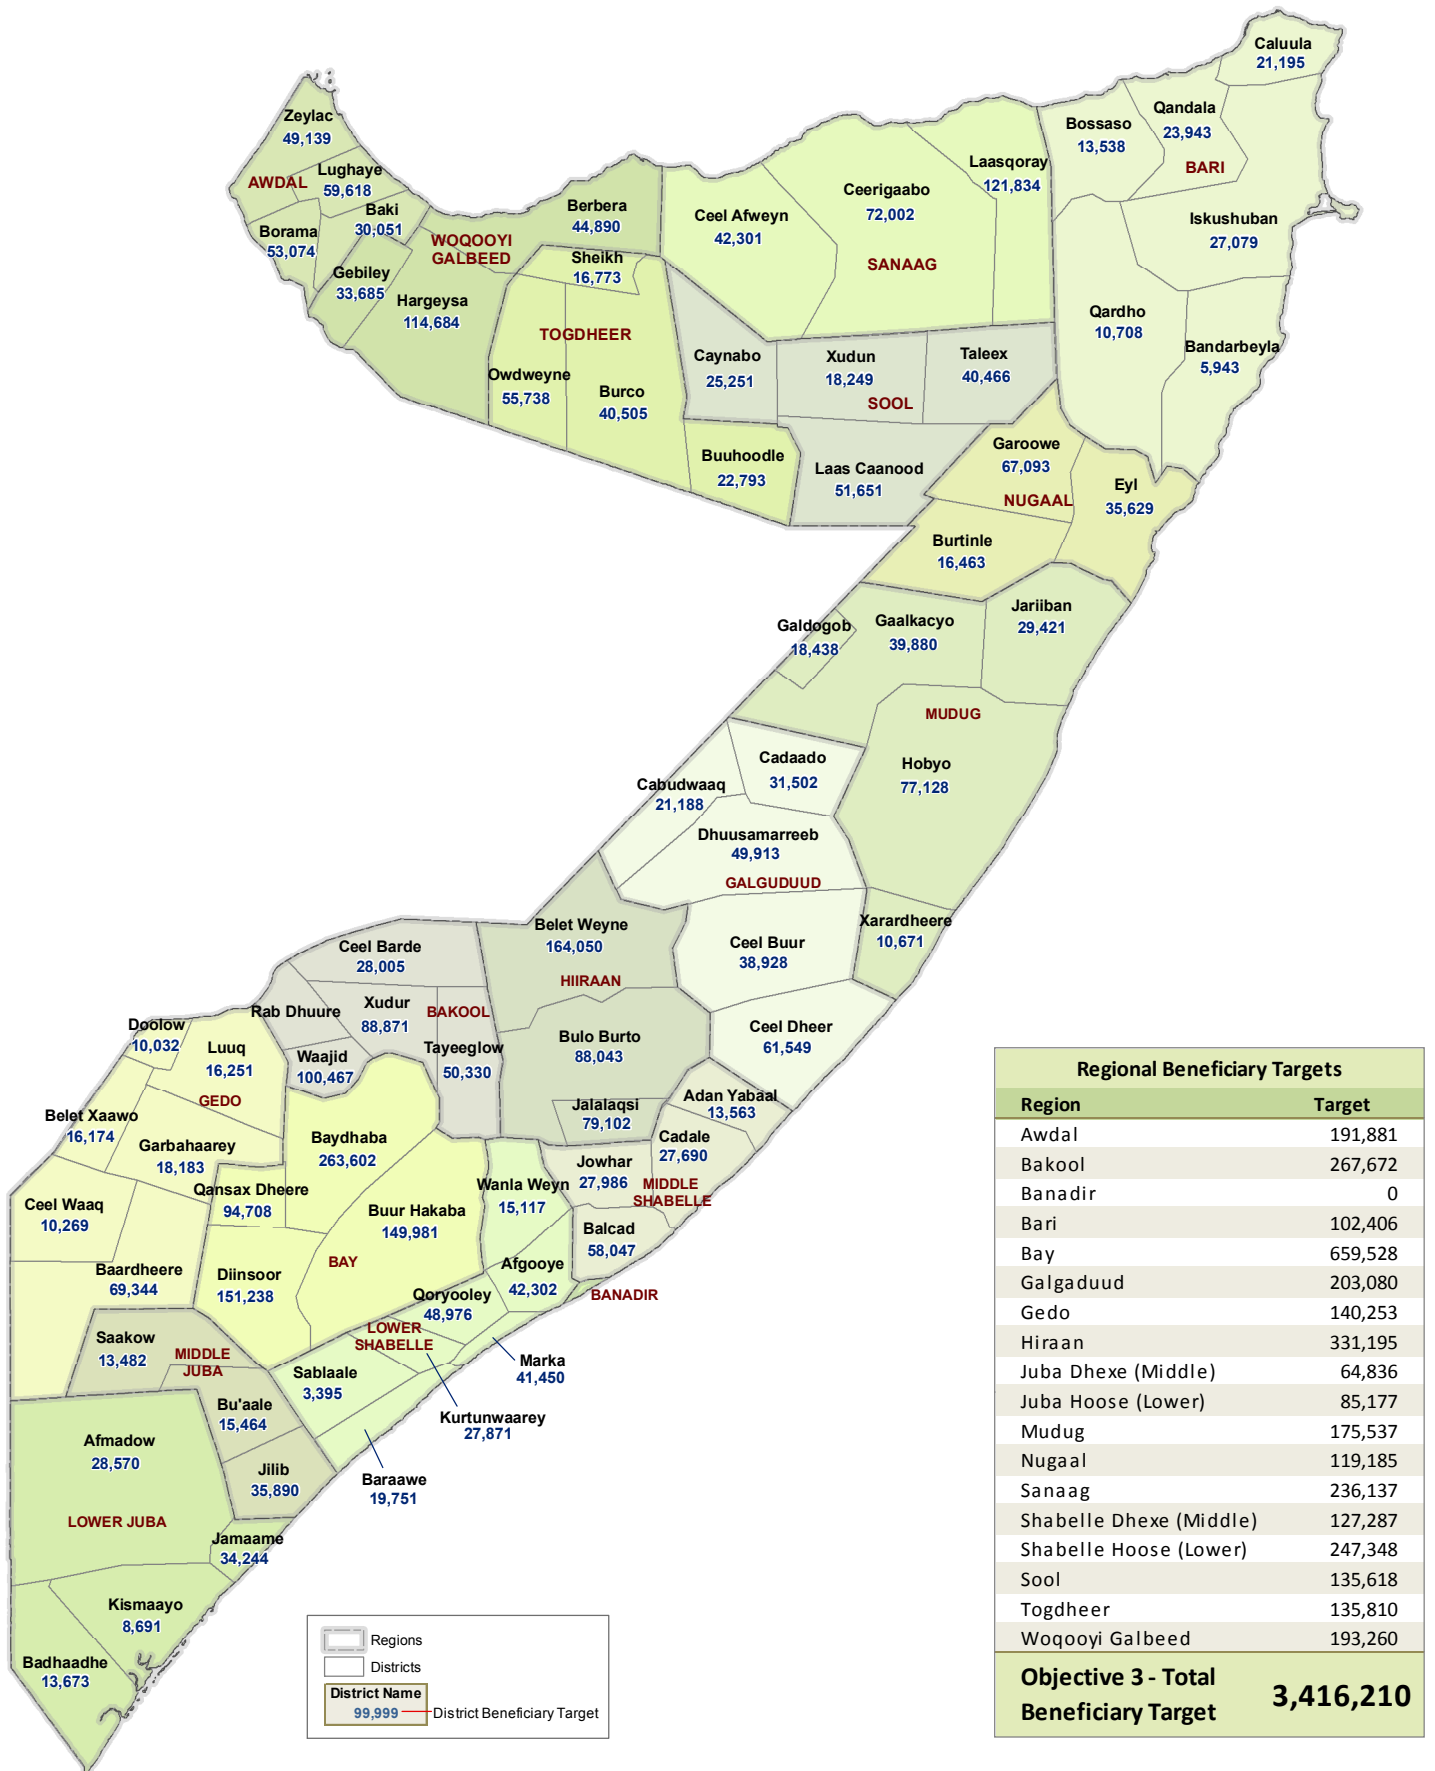 Caluula
21,195
Zeylac
49,139
Qandala
23,943
Bossaso
13,538
BARI
Laasqoray
121,834
Lughaye
59,618
AWDAL
Ceerigaabo
72,002
Baki
30,051
Berbera
44,890
Ceel Afweyn
42,301
Iskushuban
27,079
Borama
53,074
WOQOOYI
GALBEED
Sheikh
16,773
SANAAG
Gebiley
33,685
Hargeysa
114,684
Qardho
10,708
TOGDHEER
Bandarbeyla
5,943
Caynabo
25,251
Xudun
18,249
Taleex
40,466
Owdweyne
55,738
Burco
40,505
SOOL
Garoowe
67,093
Buuhoodle
22,793
Laas Caanood
51,651
NUGAAL
Eyl
35,629
Burtinle
16,463
Jariiban
29,421
Galdogob
18,438
Gaalkacyo
39,880
MUDUG
Cadaado
31,502
Hobyo
77,128
Cabudwaaq
21,188
Dhuusamarreeb
49,913
GALGUDUUD
Xarardheere
10,671
Belet Weyne
164,050
Ceel Buur
38,928
Ceel Barde
28,005
HIIRAAN
Rab Dhuure
Xudur
88,871
BAKOOL
Doolow
10,032
Luuq
16,251
Waajid
100,467
Tayeeglow
50,330
Bulo Burto
88,043
Ceel Dheer
61,549
GEDO
Belet Xaawo
16,174
Jalalaqsi
79,102
Adan Yabaal
13,563
Garbahaarey
18,183
Baydhaba
263,602
Cadale
27,690
Jowhar
27,986
MIDDLE
SHABELLE
Qansax Dheere
94,708
Wanla Weyn
15,117
Ceel Waaq
10,269
Buur Hakaba
149,981
Balcad
58,047
Baardheere
69,344
Diinsoor
151,238
BAY
Afgooye
42,302
Qoryooley
48,976
BANADIR
Saakow
13,482
MIDDLE
JUBA
LOWER
SHABELLE
Sablaale
3,395
Marka
41,450
Bu'aale
15,464
Kurtunwaarey
27,871
Afmadow
28,570
Jilib
35,890
Baraawe
19,751
LOWER JUBA
Jamaame
34,244
Kismaayo
8,691
Badhaadhe
13,673
Regions
Districts
District Name
99,999
District Beneficiary Target
Regional Beneficiary Targets
Region Target
Awdal 191,881
Bakool 267,672
Banadir 0
Bari 102,406
Bay 659,528
Galgaduud 203,080
Gedo 140,253
Hiraan 331,195
Juba Dhexe (Middle) 64,836
Juba Hoose (Lower) 85,177
Mudug 175,537
Nugaal 119,185
Sanaag 236,137
Shabelle Dhexe (Middle) 127,287
Shabelle Hoose (Lower) 247,348
Sool 135,618
Togdheer 135,810
Woqooyi Galbeed 193,260
Objective 3 - Total
Beneficiary Target 3,416,210